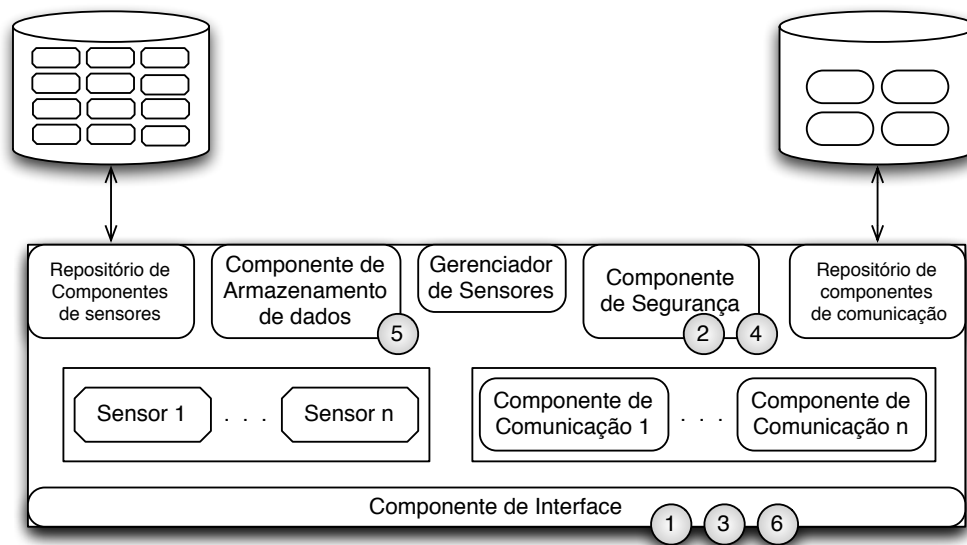 Repositório de
Componentes
de sensores
Componente de
Armazenamento
de dados
5
Gerenciador
de Sensores
Componente
de Segurança
2
4
Repositório de
componentes
de comunicação
Sensor 1
. . .
Sensor n
Componente de
Comunicação 1
. . .
Componente de
Comunicação n
Componente de Interface
1
3
6